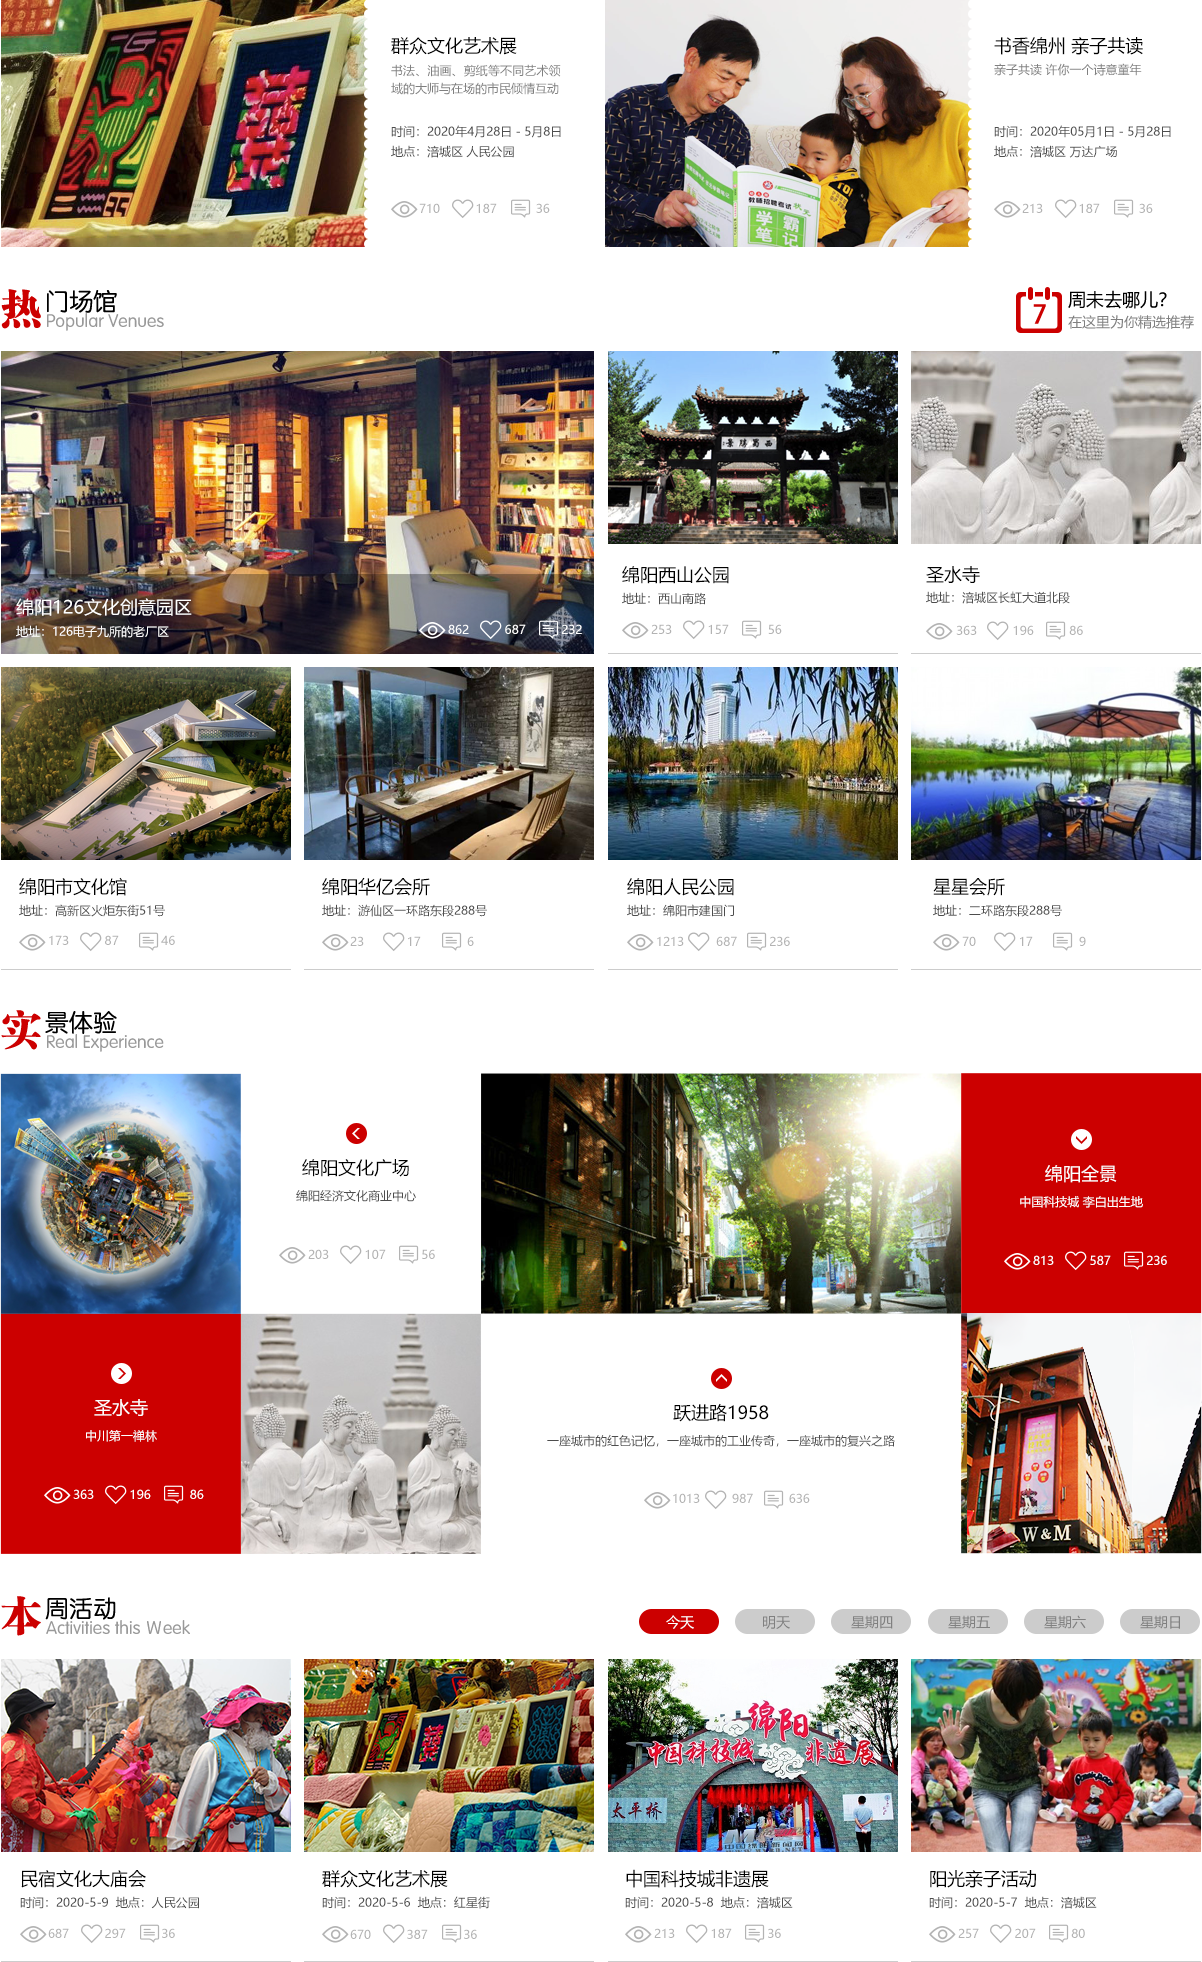 群众文化艺术展
书法、油画、剪纸等不同艺术领
域的大师与在场的市民倾情互动
时间：2020年4月28日 - 5月8日
地点：涪城区 人民公园
710 187 36
教师招聘考试
学霸
笔记
书香绵州 亲子共读
亲子共读 许你一个诗意童年
时间：2020年05月1日 - 5月28日
地点：涪城区 万达广场
213 187 36
热门场馆
Popular Venues
7
周未去哪儿?
在这里为你精选推荐
绵阳126文化创意园区
地址：126电子九所的老厂区
862 687 232
景勝蜀西
绵阳西山公园
地址：西山南路
253 157 56
圣水寺
地址：涪城区长虹大道北段
363 196 86
绵阳市文化馆
地址：高新区火炬东街51号
173 87 46
绵阳华亿会所
地址：游仙区一环路东段288号
23 17 6
绵阳人民公园
地址：绵阳市建国门
1213 687 236
星星会所
地址：二环路东段288号
70 17 9
实景体验
Real Experience
绵阳文化广场
绵阳经济文化商业中心
203 107 56
绵阳全景
中国科技城 李白出生地
813 587 236
圣水寺
中川第一禅林
363 196 86
跃进路1958
一座城市的红色记忆，一座城市的工业传奇，一座城市的复兴之路
1013 987 636
W&M
本周活动
Activities this Week
今天 明天 星期四 星期五 星期六 星期日
绵阳
中国科技城 非遗展
太平桥
民宿文化大庙会
时间：2020-5-9 地点：人民公园
687 297 36
群众文化艺术展
时间：2020-5-6 地点：红星街
670 387 36
中国科技城非遗展
时间：2020-5-8 地点：涪城区
213 187 36
阳光亲子活动
时间：2020-5-7 地点：涪城区
257 207 80